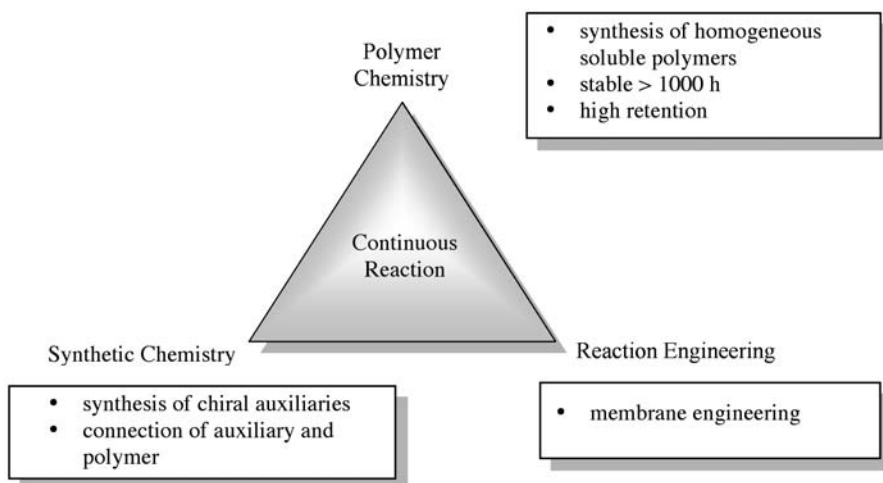 Polymer
Chemistry
• synthesis of homogeneous
soluble polymers
• stable > 1000 h
• high retention
Continuous
Reaction
Synthetic Chemistry
• synthesis of chiral auxiliaries
• connection of auxiliary and
polymer
Reaction Engineering
• membrane engineering